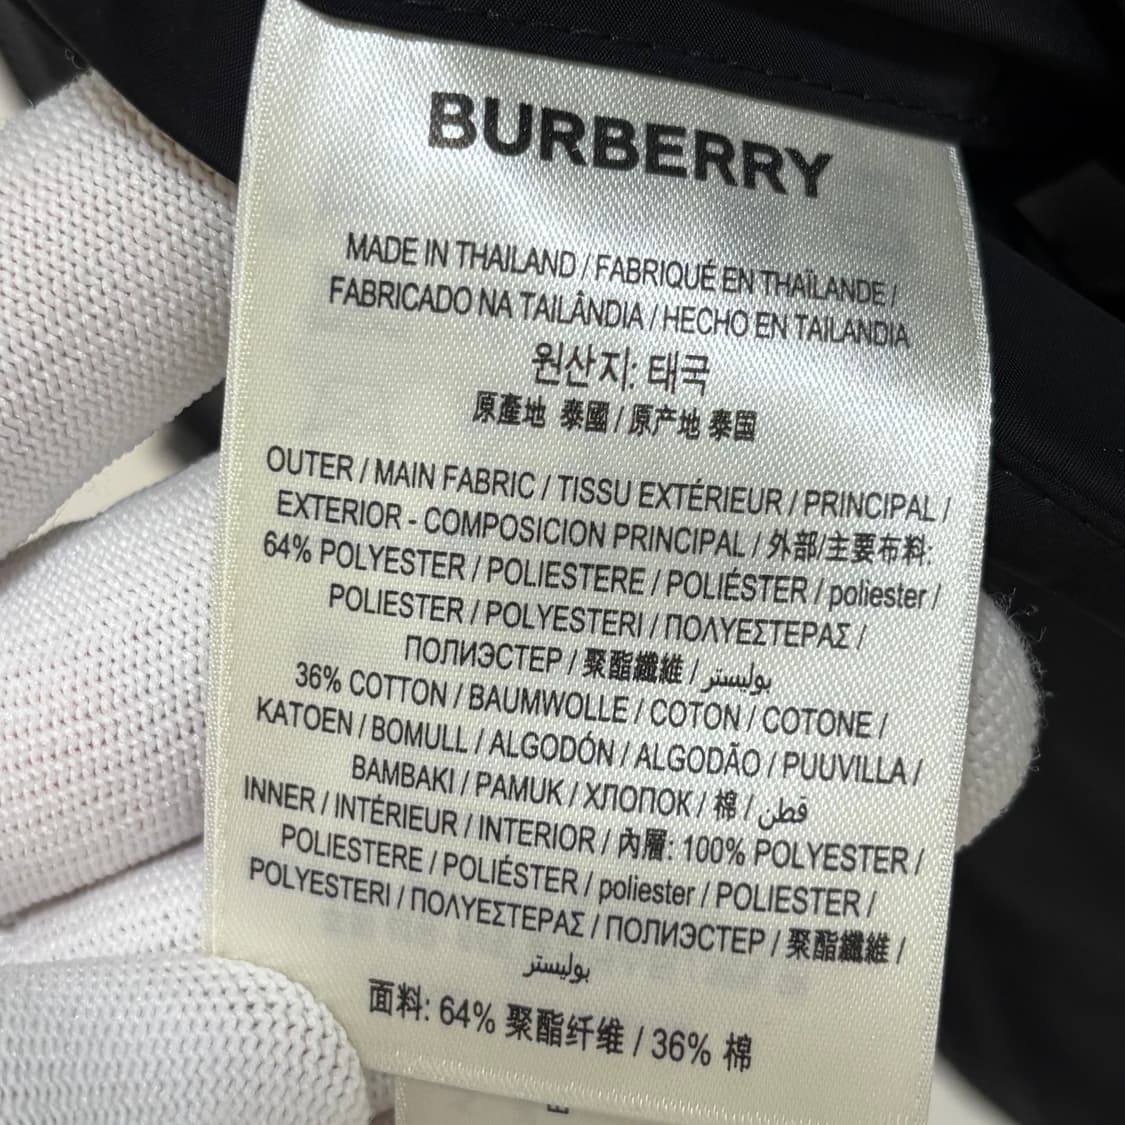 BURBERRY
MADE IN THAILAND / FABRIQUÉ EN THAÏLANDE /
FABRICADO NA TAILÂNDIA / HECHO EN TAILANDIA
원산지: 태국
原產地 泰國 / 原产地 泰国
OUTER / MAIN FABRIC / TISSU EXTÉRIEUR / PRINCIPAL /
EXTERIOR - COMPOSICION PRINCIPAL / 外部/主要布料:
64% POLYESTER / POLIESTERE / POLIÉSTER / poliester /
POLIESTER / POLYESTERI / ΠΟΛΥΕΣΤΕΡΑΣ /
ПОЛИЭСТЕР / 聚酯纖維 / بوليستر
36% COTTON / BAUMWOLLE / COTON / COTONE /
KATOEN / BOMULL / ALGODÓN / ALGODÃO / PUUVILLA /
BAMBAKI / PAMUK / ХЛОПОК / 棉 / قطن
INNER / INTÉRIEUR / INTERIOR / 內層: 100% POLYESTER /
POLIESTERE / POLIÉSTER / poliester / POLIESTER /
POLYESTERI / ΠΟΛΥΕΣΤΕΡΑΣ / ПОЛИЭСТЕР / 聚酯纖維 /
بوليستر
面料: 64% 聚酯纤维 / 36% 棉